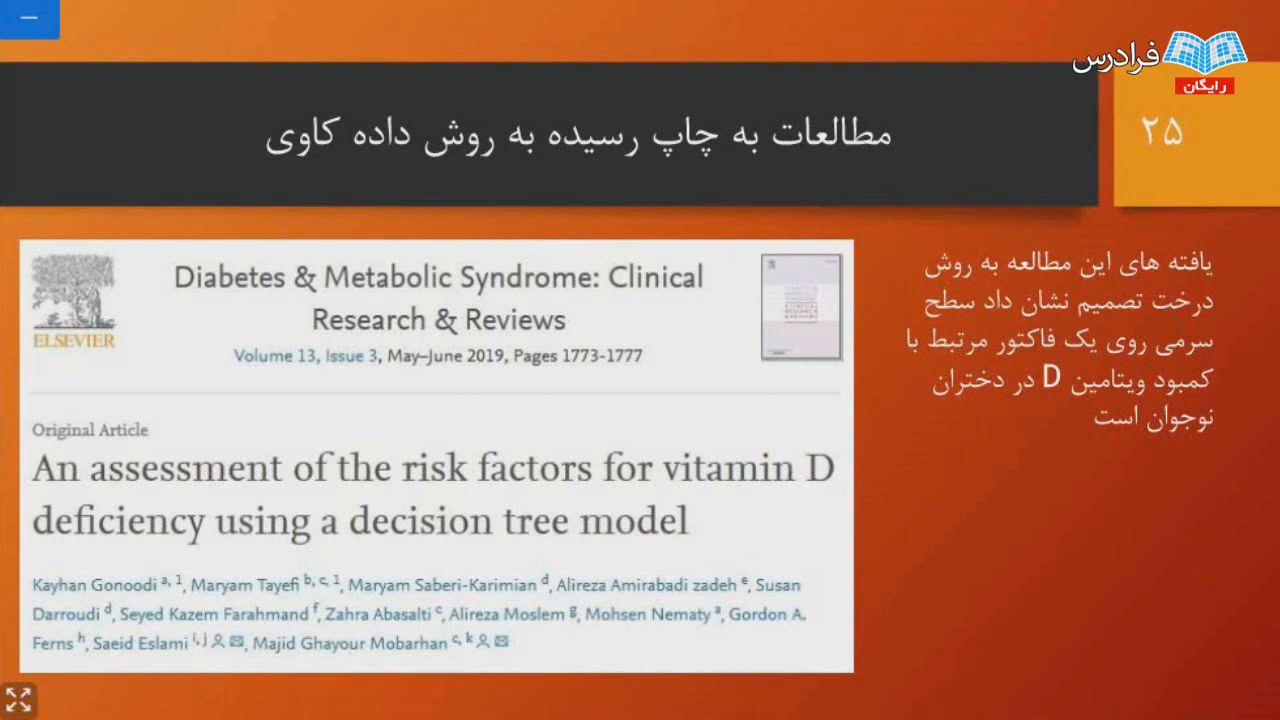 فرادرس
رایگان
مطالعات به چاپ رسیده به روش داده کاوی
۲۵
یافته های این مطالعه به روش
درخت تصمیم نشان داد سطح
سرمی روی یک فاکتور مرتبط با
کمبود ویتامین D در دختران
نوجوان است
ELSEVIER
Diabetes & Metabolic Syndrome: Clinical
Research & Reviews
Volume 13, Issue 3, May–June 2019, Pages 1773-1777
Original Article
An assessment of the risk factors for vitamin D
deficiency using a decision tree model
Kayhan Gonoodi a, 1, Maryam Tayefi b, c, 1, Maryam Saberi-Karimian d, Alireza Amirabadi zadeh e, Susan
Darroudi d, Seyed Kazem Farahmand f, Zahra Abasalti c, Alireza Moslem g, Mohsen Nematy a, Gordon A.
Ferns h, Saeid Eslami i, j, Majid Ghayour Mobarhan c, k